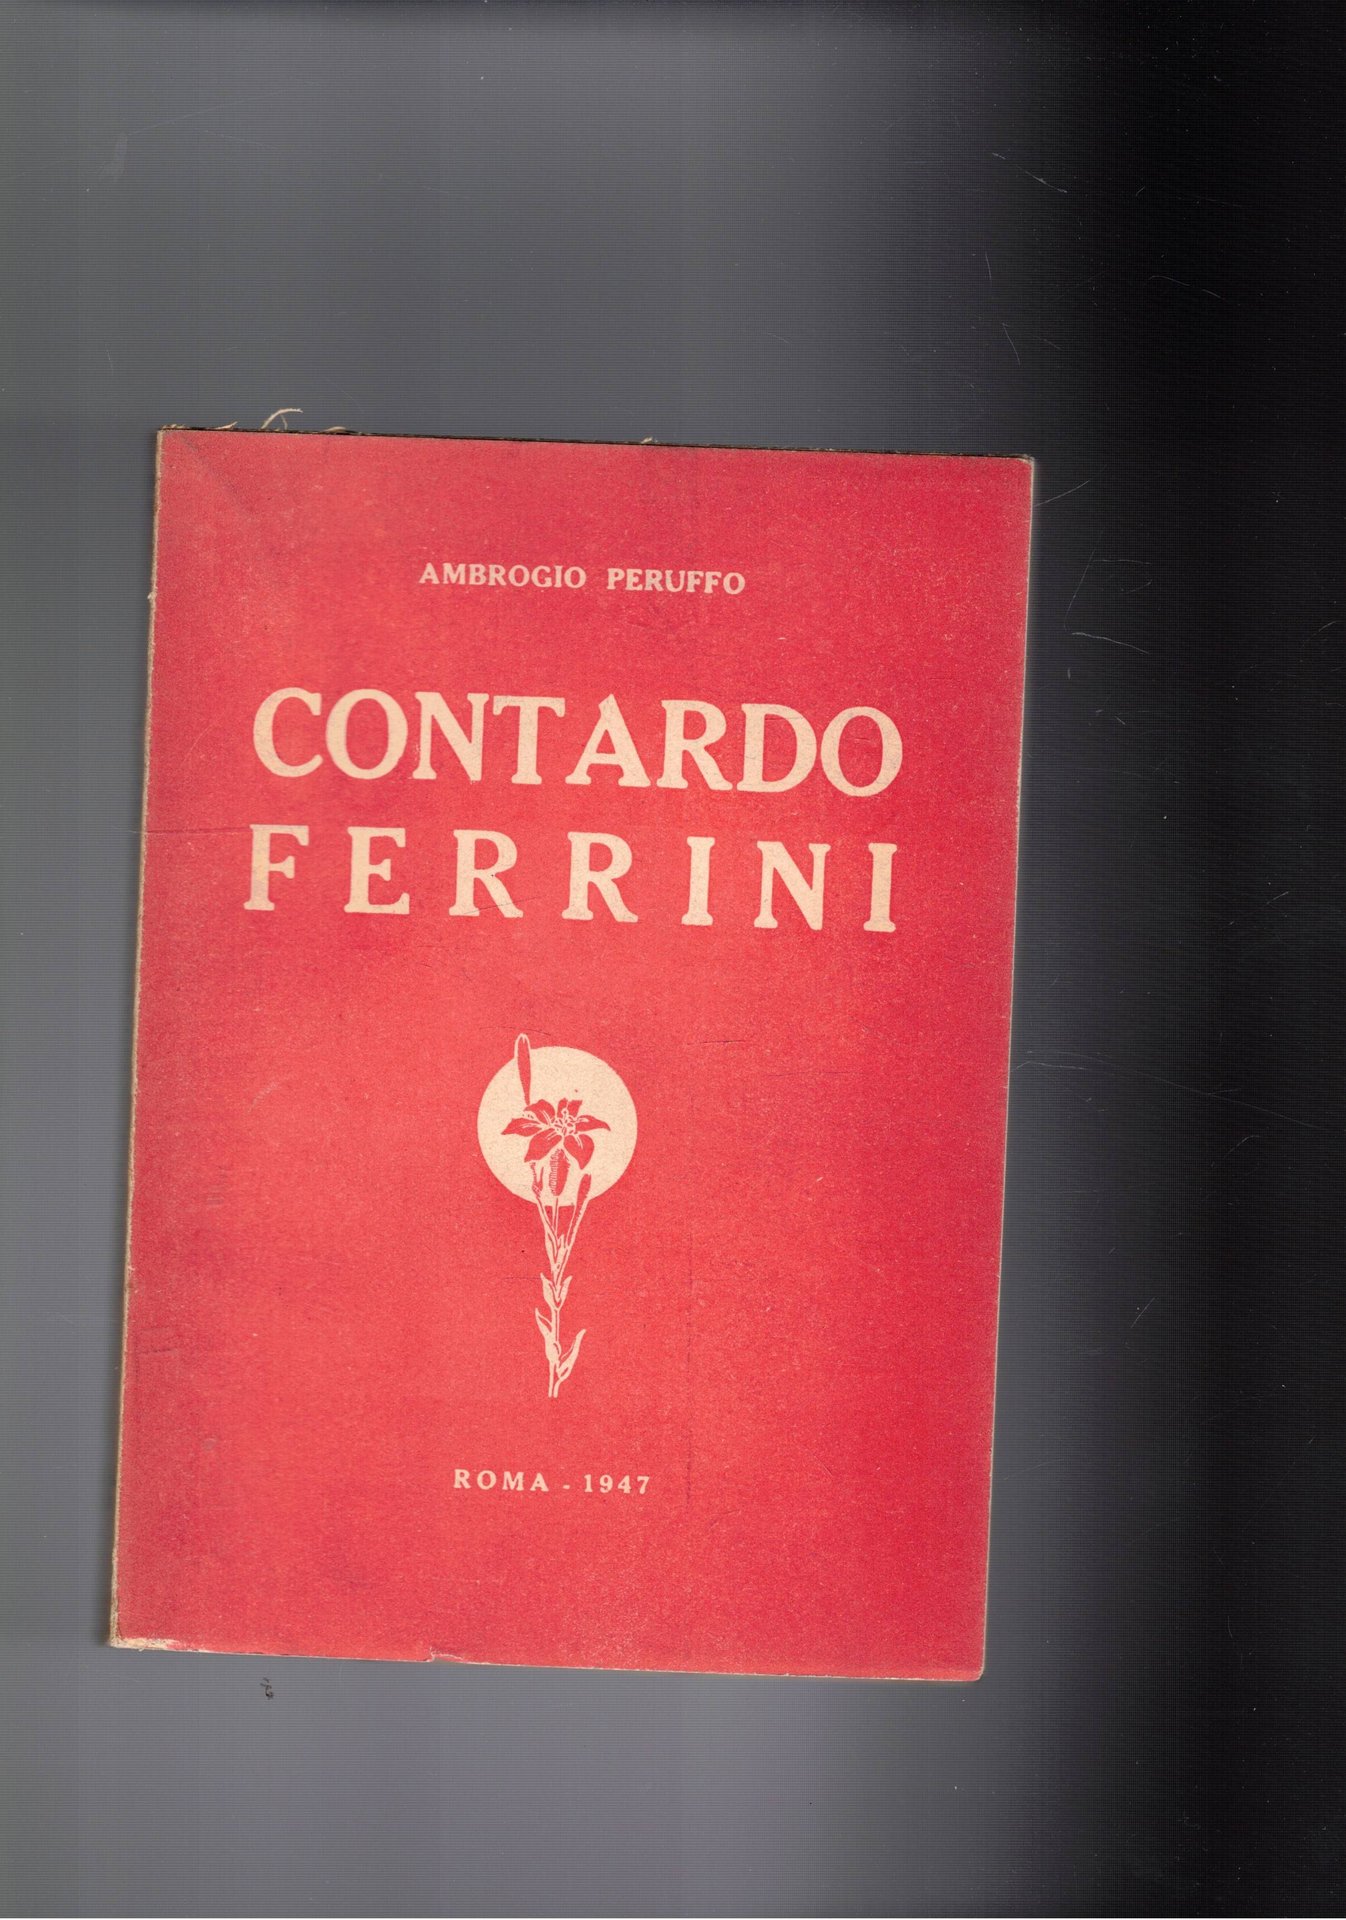 AMBROGIO PERUFFO
CONTARDO
FERRINI
ROMA - 1947